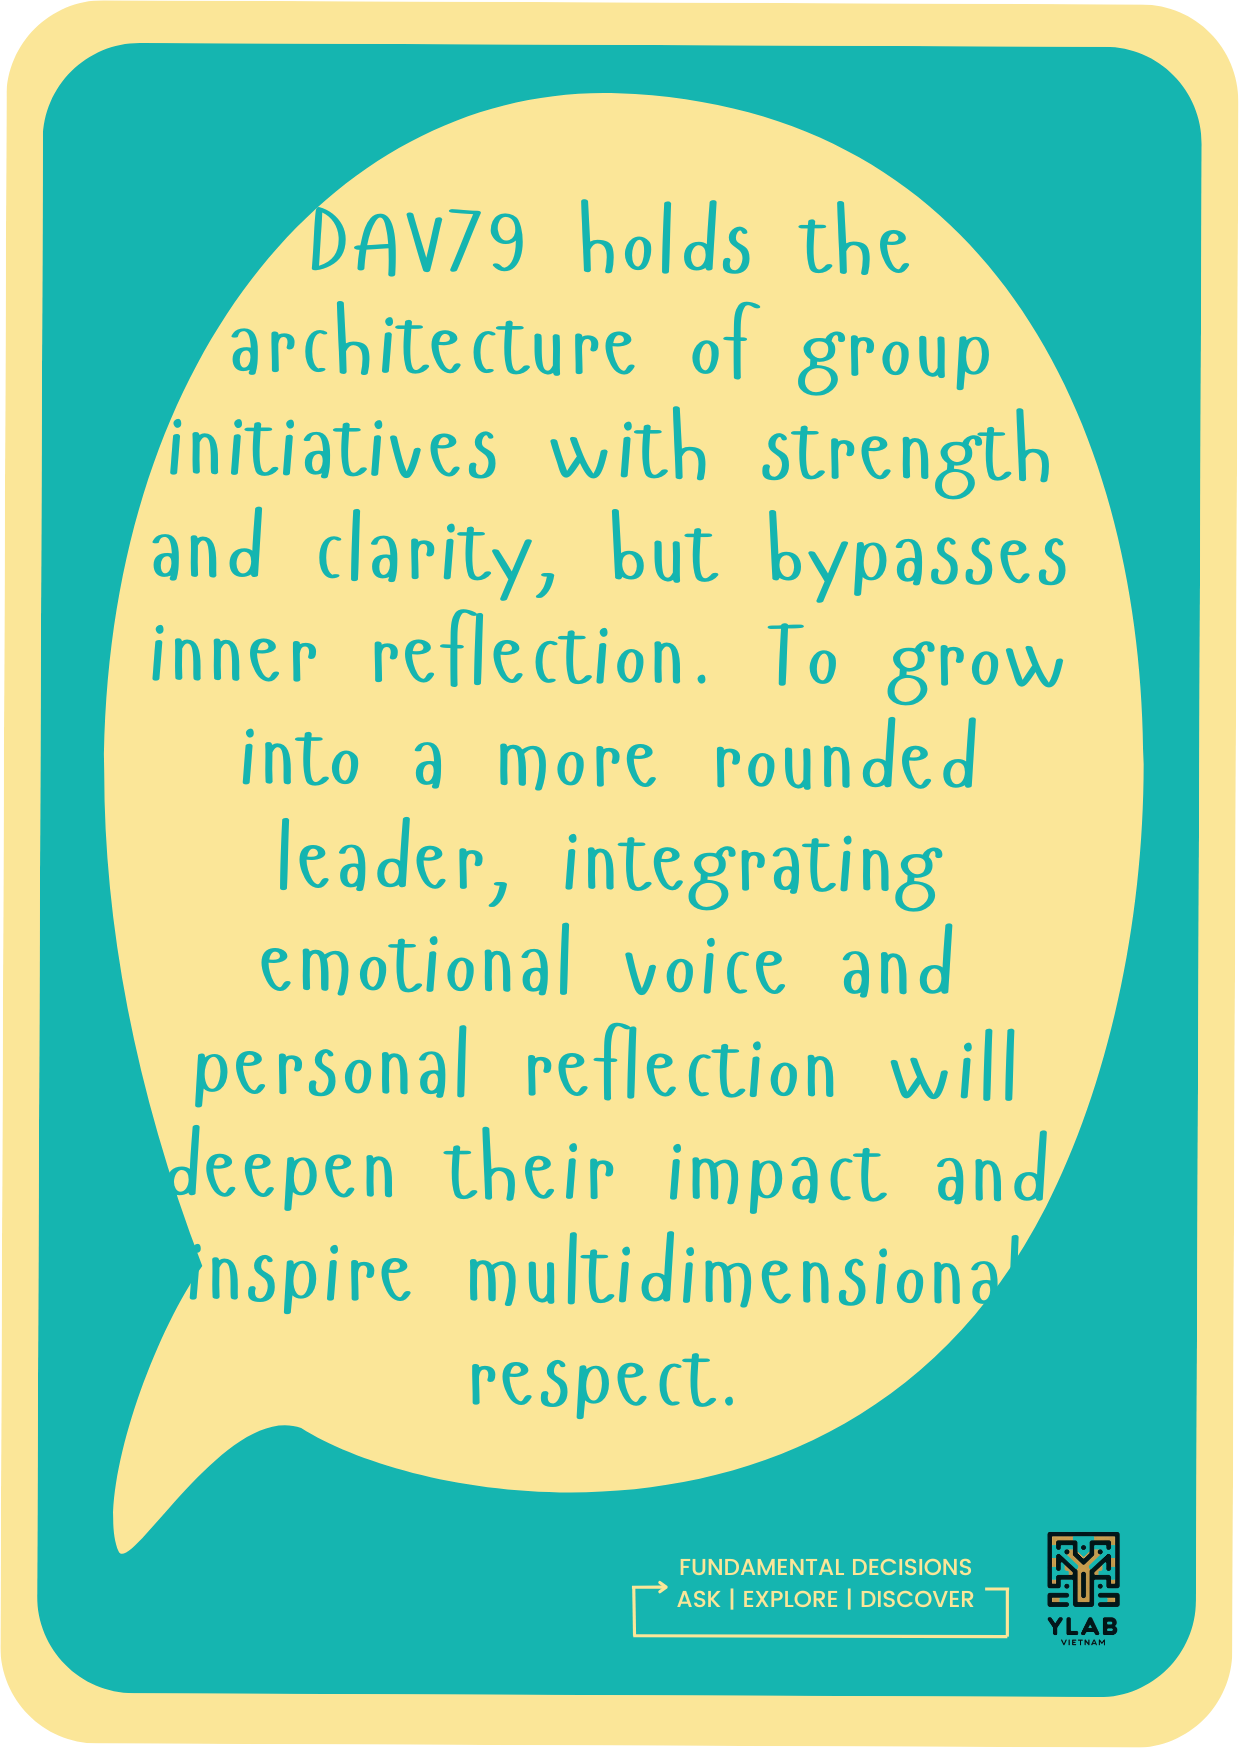 DAV79 holds the
architecture of group
initiatives with strength
and clarity, but bypasses
inner reflection. To grow
into a more rounded
leader, integrating
emotional voice and
personal reflection will
deepen their impact and
inspire multidimensional
respect.
FUNDAMENTAL DECISIONS
ASK | EXPLORE | DISCOVER
YLAB
VIETNAM